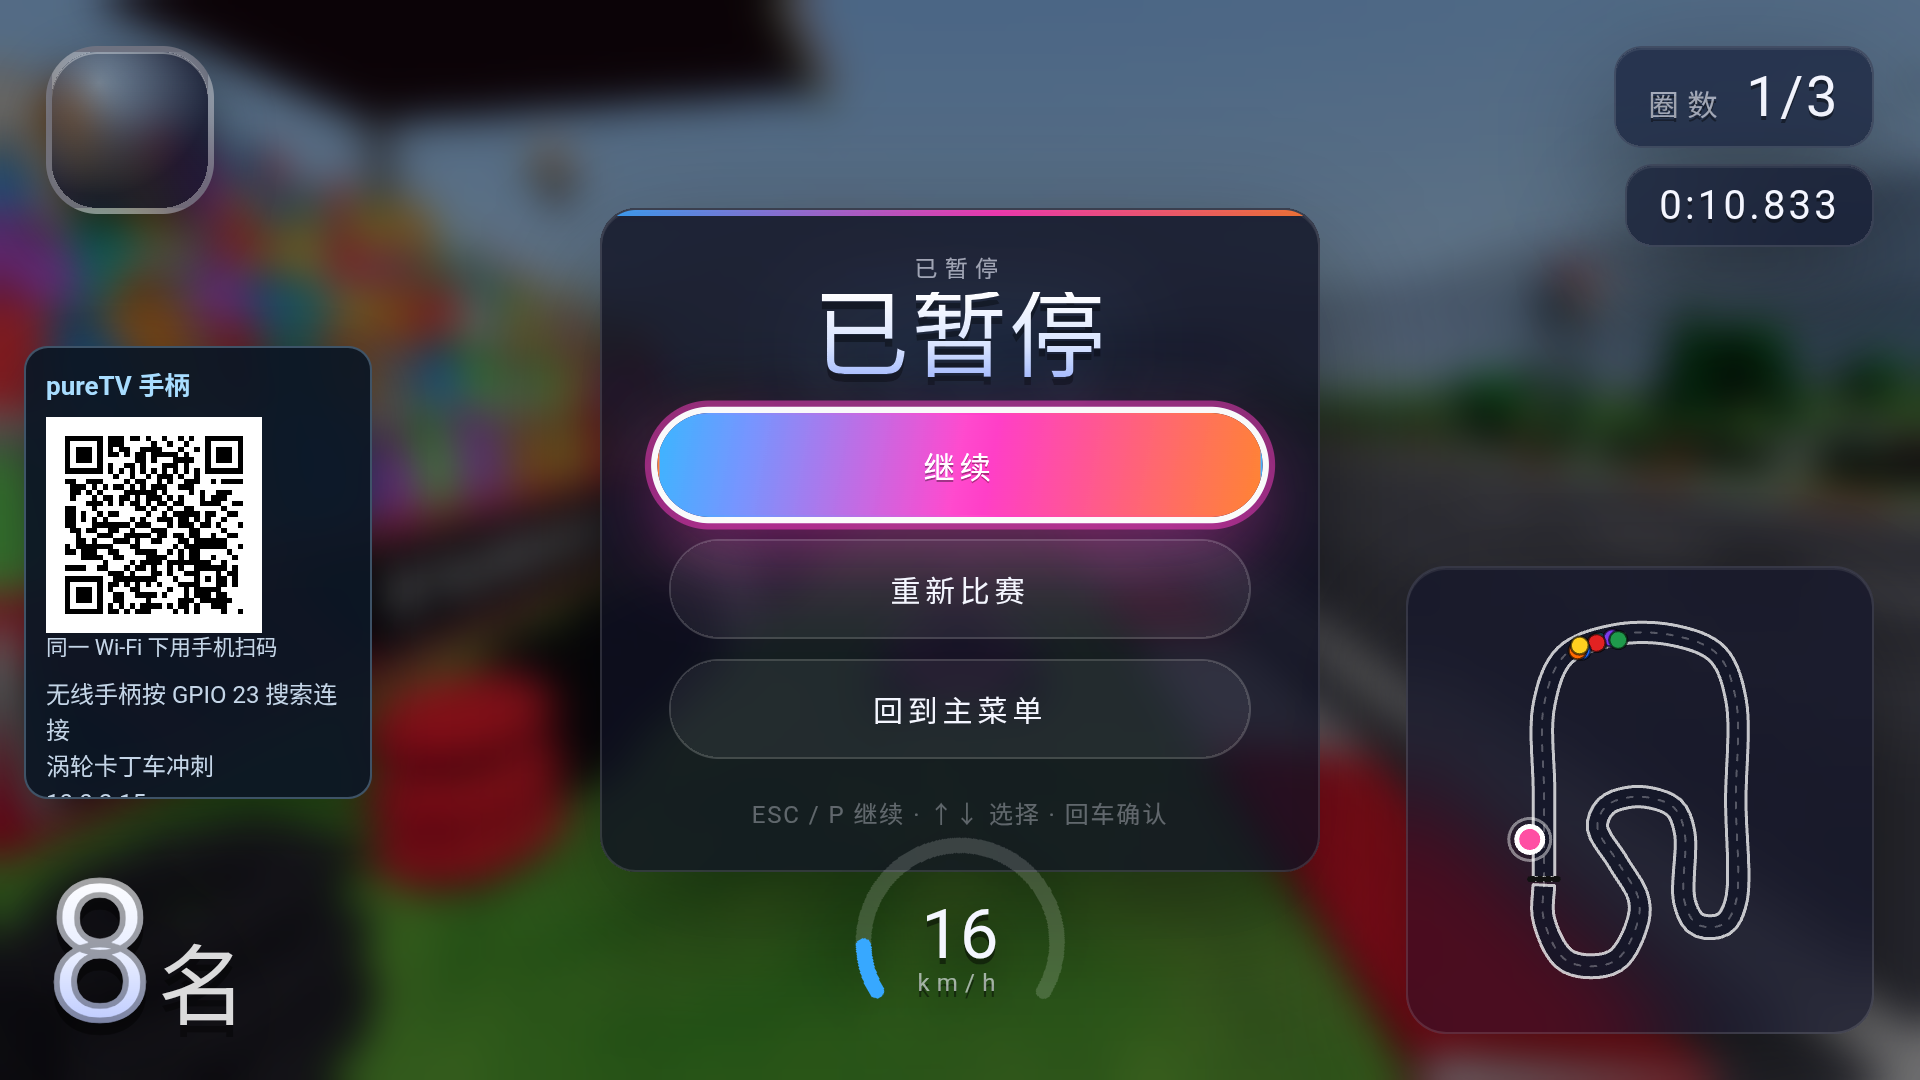 圈数 1/3
0:10.833
已暂停
已暂停
继续
重新比赛
回到主菜单
ESC / P 继续 · ↑↓ 选择 · 回车确认
pureTV 手柄
同一 Wi-Fi 下用手机扫码
无线手柄按 GPIO 23 搜索连
接
涡轮卡丁车冲刺
8名
16
km/h